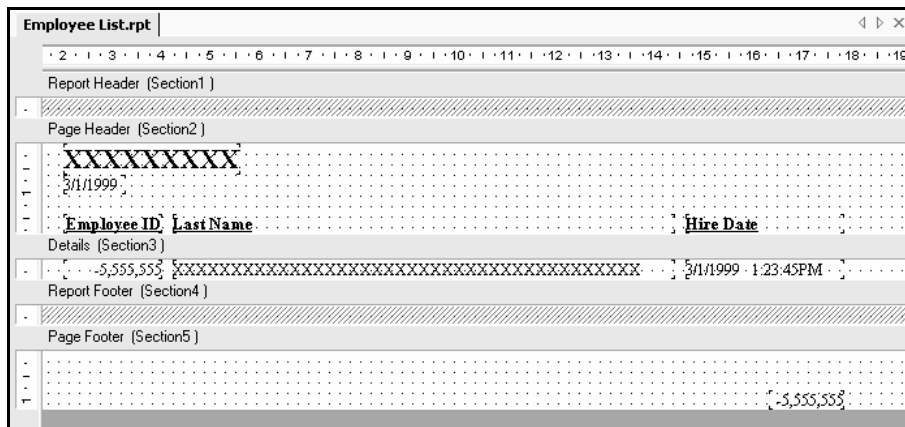 Employee List.rpt
· 2 · ı · 3 · ı · 4 · ı · 5 · ı · 6 · ı · 7 · ı · 8 · ı · 9 · ı · 10 · ı · 11 · ı · 12 · ı · 13 · ı · 14 · ı · 15 · ı · 16 · ı · 17 · ı · 18 · ı · 19
Report Header (Section1 )
Page Header (Section2 )
XXXXXXXXX
3/1/1999
1
Employee ID Last Name Hire Date
Details (Section3 )
-5,555,555 XXXXXXXXXXXXXXXXXXXXXXXXXXXXXXXXXXXXXXXX 3/1/1999 1:23:45PM
Report Footer (Section4 )
Page Footer (Section5 )
1 -5,555,555